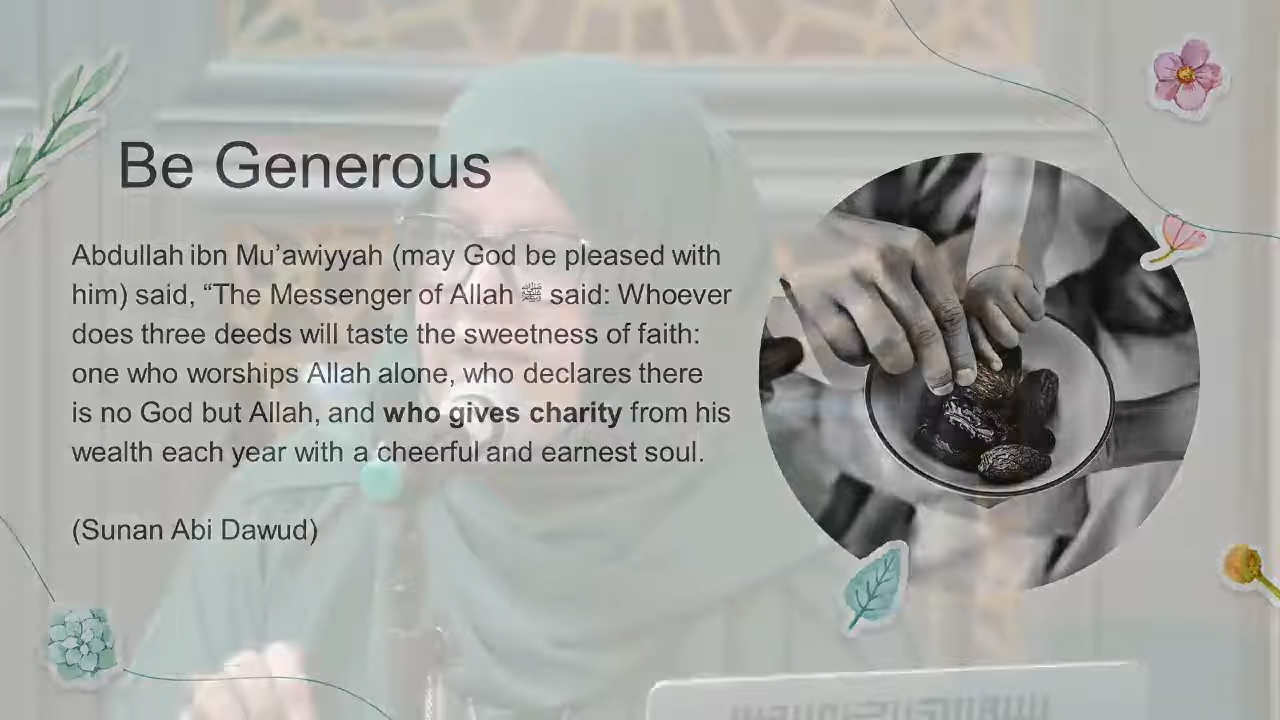 Be Generous
Abdullah ibn Mu’awiyyah (may God be pleased with
him) said, “The Messenger of Allah ﷺ said: Whoever
does three deeds will taste the sweetness of faith:
one who worships Allah alone, who declares there
is no God but Allah, and who gives charity from his
wealth each year with a cheerful and earnest soul.
(Sunan Abi Dawud)